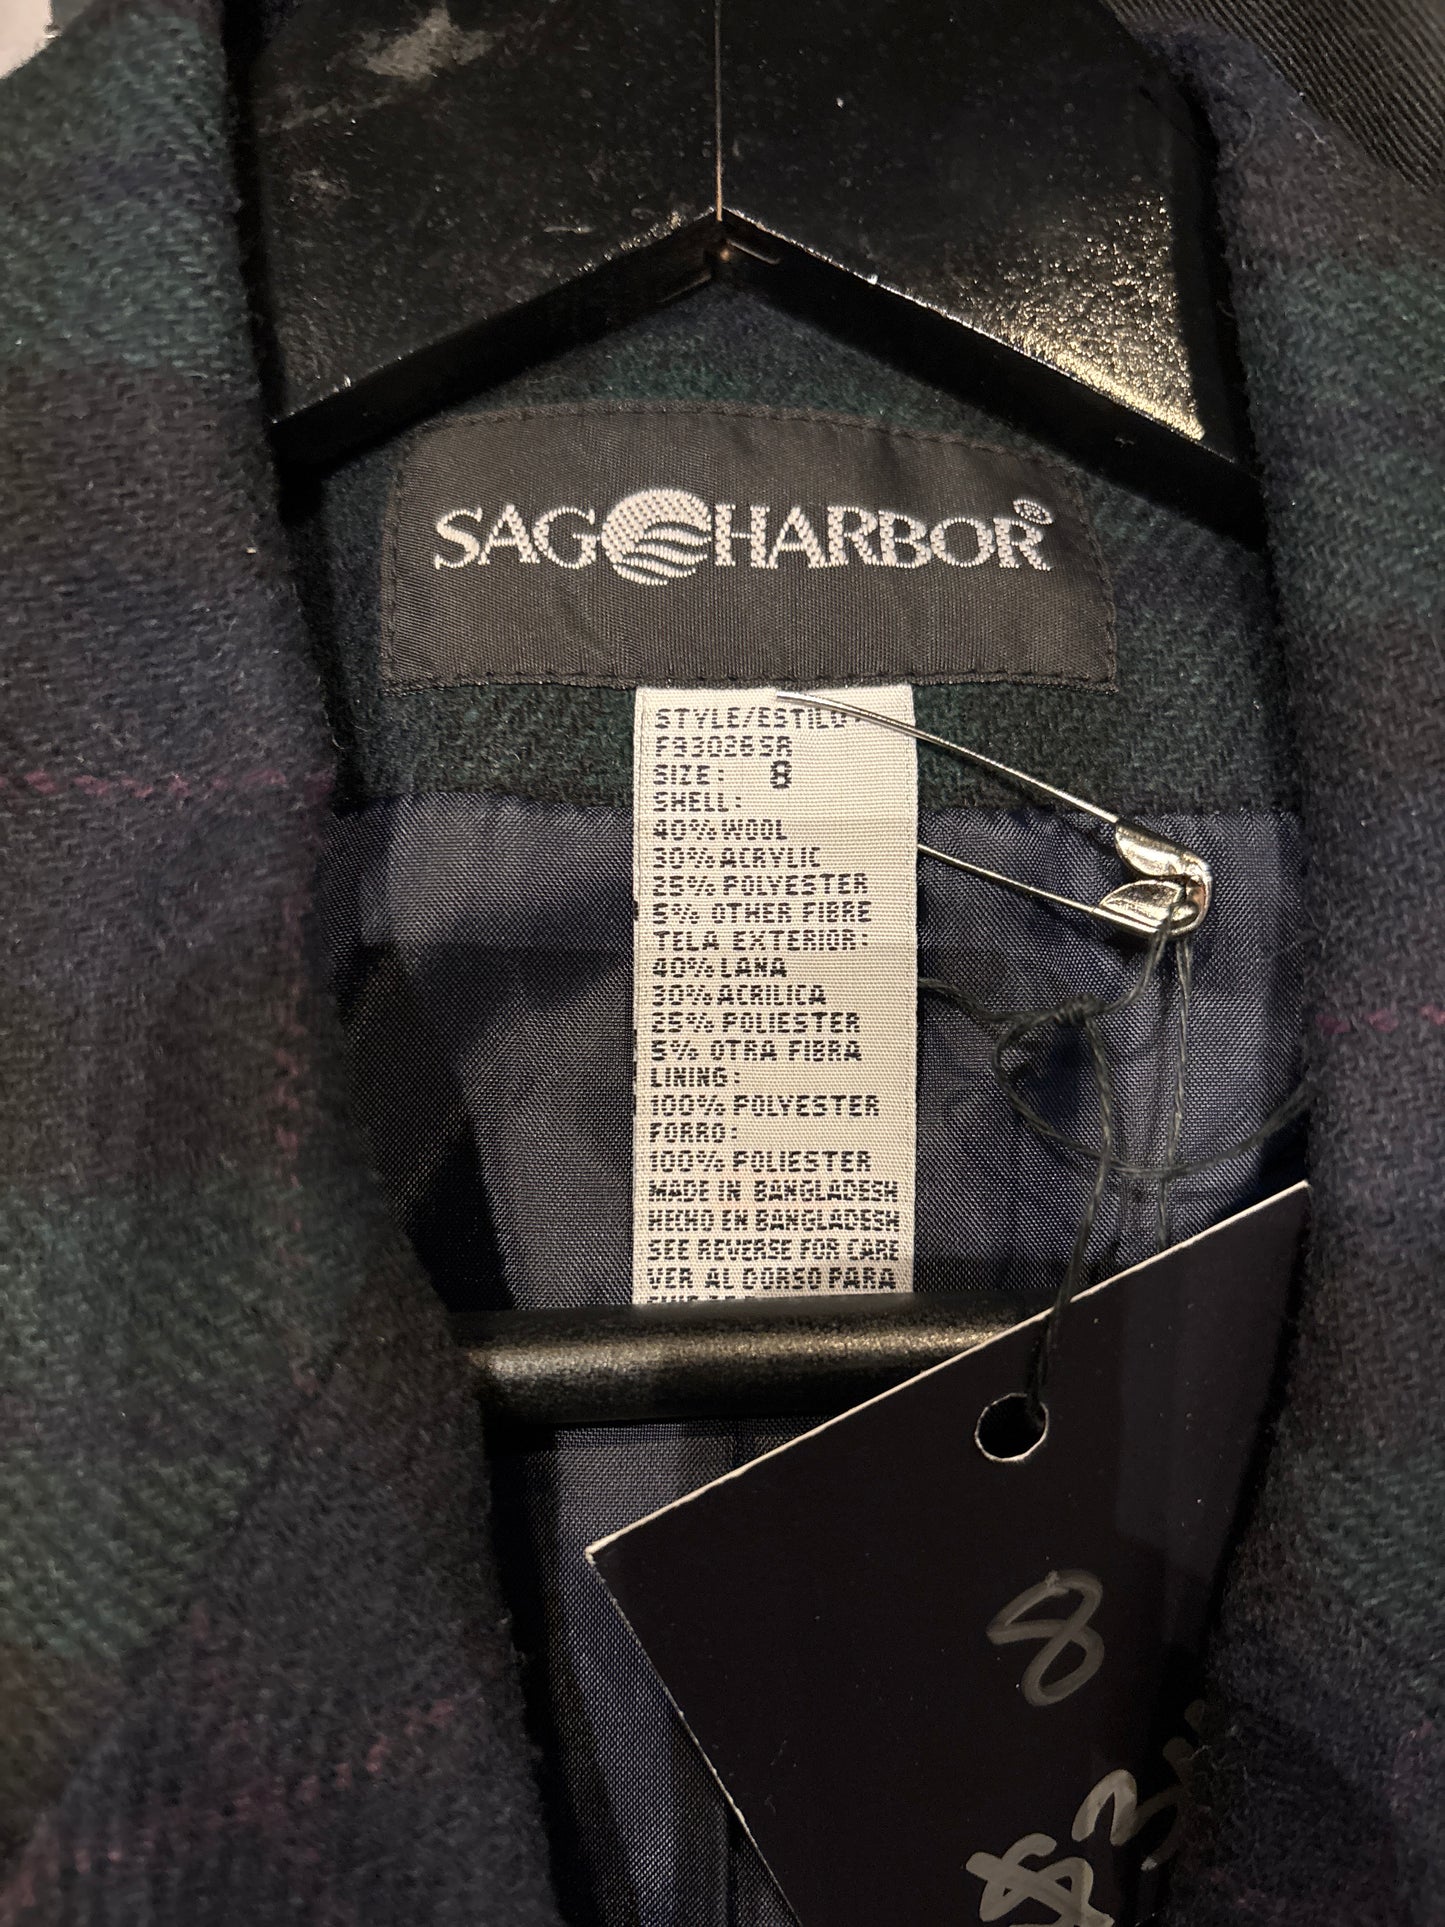 SAG HARBOR®
STYLE/ESTILO
SIZE: 8
SHELL:
40% WOOL
30% ACRYLIC
25% POLYESTER
5% OTHER FIBRE
TELA EXTERIOR:
40% LANA
30% ACRILICA
25% POLIESTER
5% OTRA FIBRA
LINING:
100% POLYESTER
FORRO:
100% POLIESTER
MADE IN BANGLADESH
HECHO EN BANGLADESH
SEE REVERSE FOR CARE
VER AL DORSO PARA
8